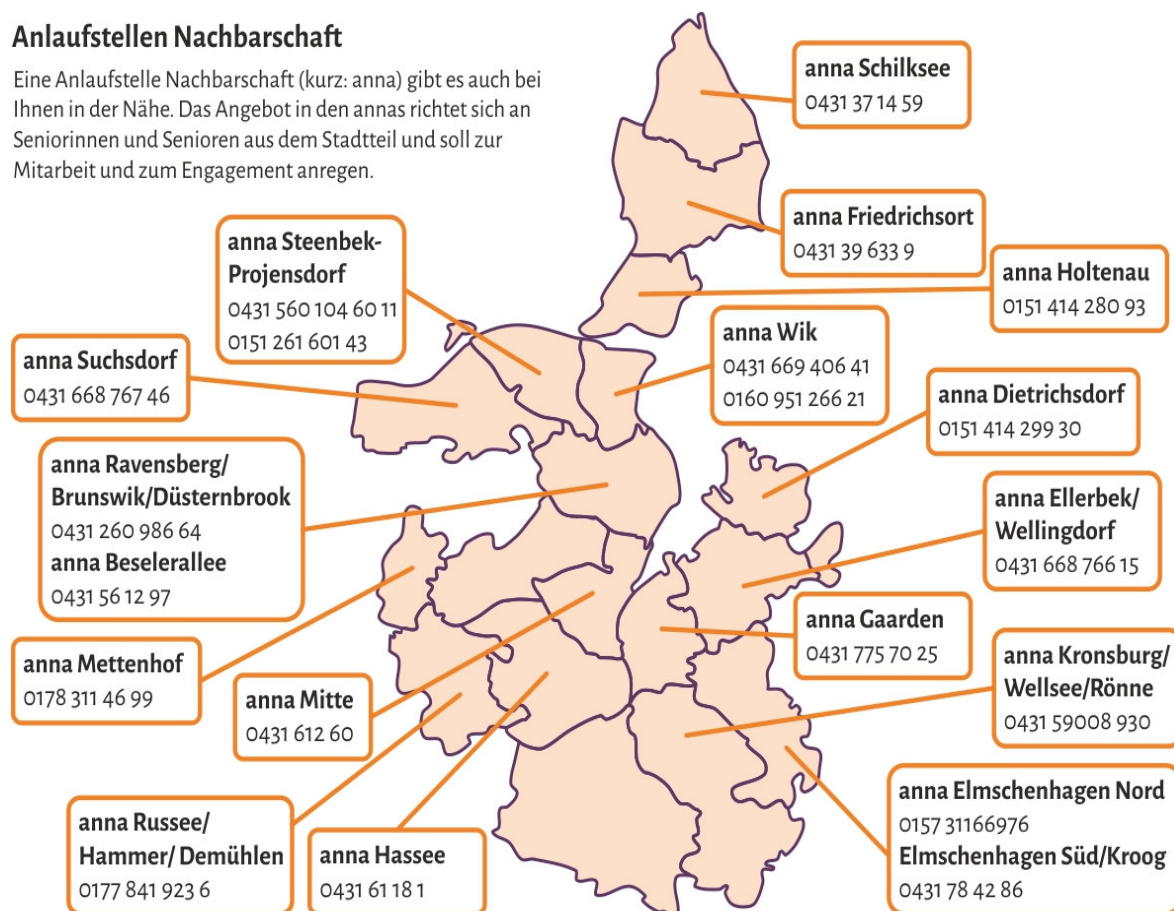 Anlaufstellen Nachbarschaft
Eine Anlaufstelle Nachbarschaft (kurz: anna) gibt es auch bei
Ihnen in der Nähe. Das Angebot in den annas richtet sich an
Seniorinnen und Senioren aus dem Stadtteil und soll zur
Mitarbeit und zum Engagement anregen.
anna Schilksee
0431 37 14 59
anna Friedrichsort
0431 39 633 9
anna Steenbek-
Projensdorf
0431 560 104 60 11
0151 261 601 43
anna Holtenau
0151 414 280 93
anna Wik
0431 669 406 41
0160 951 266 21
anna Suchsdorf
0431 668 767 46
anna Dietrichsdorf
0151 414 299 30
anna Ravensberg/
Brunswik/Düsternbrook
0431 260 986 64
anna Beselerallee
0431 56 12 97
anna Ellerbek/
Wellingdorf
0431 668 766 15
anna Gaarden
0431 775 70 25
anna Mettenhof
0178 311 46 99
anna Mitte
0431 612 60
anna Kronsburg/
Wellsee/Rönne
0431 59008 930
anna Russee/
Hammer/ Demühlen
0177 841 923 6
anna Hassee
0431 61 18 1
anna Elmschenhagen Nord
0157 31166976
Elmschenhagen Süd/Kroog
0431 78 42 86